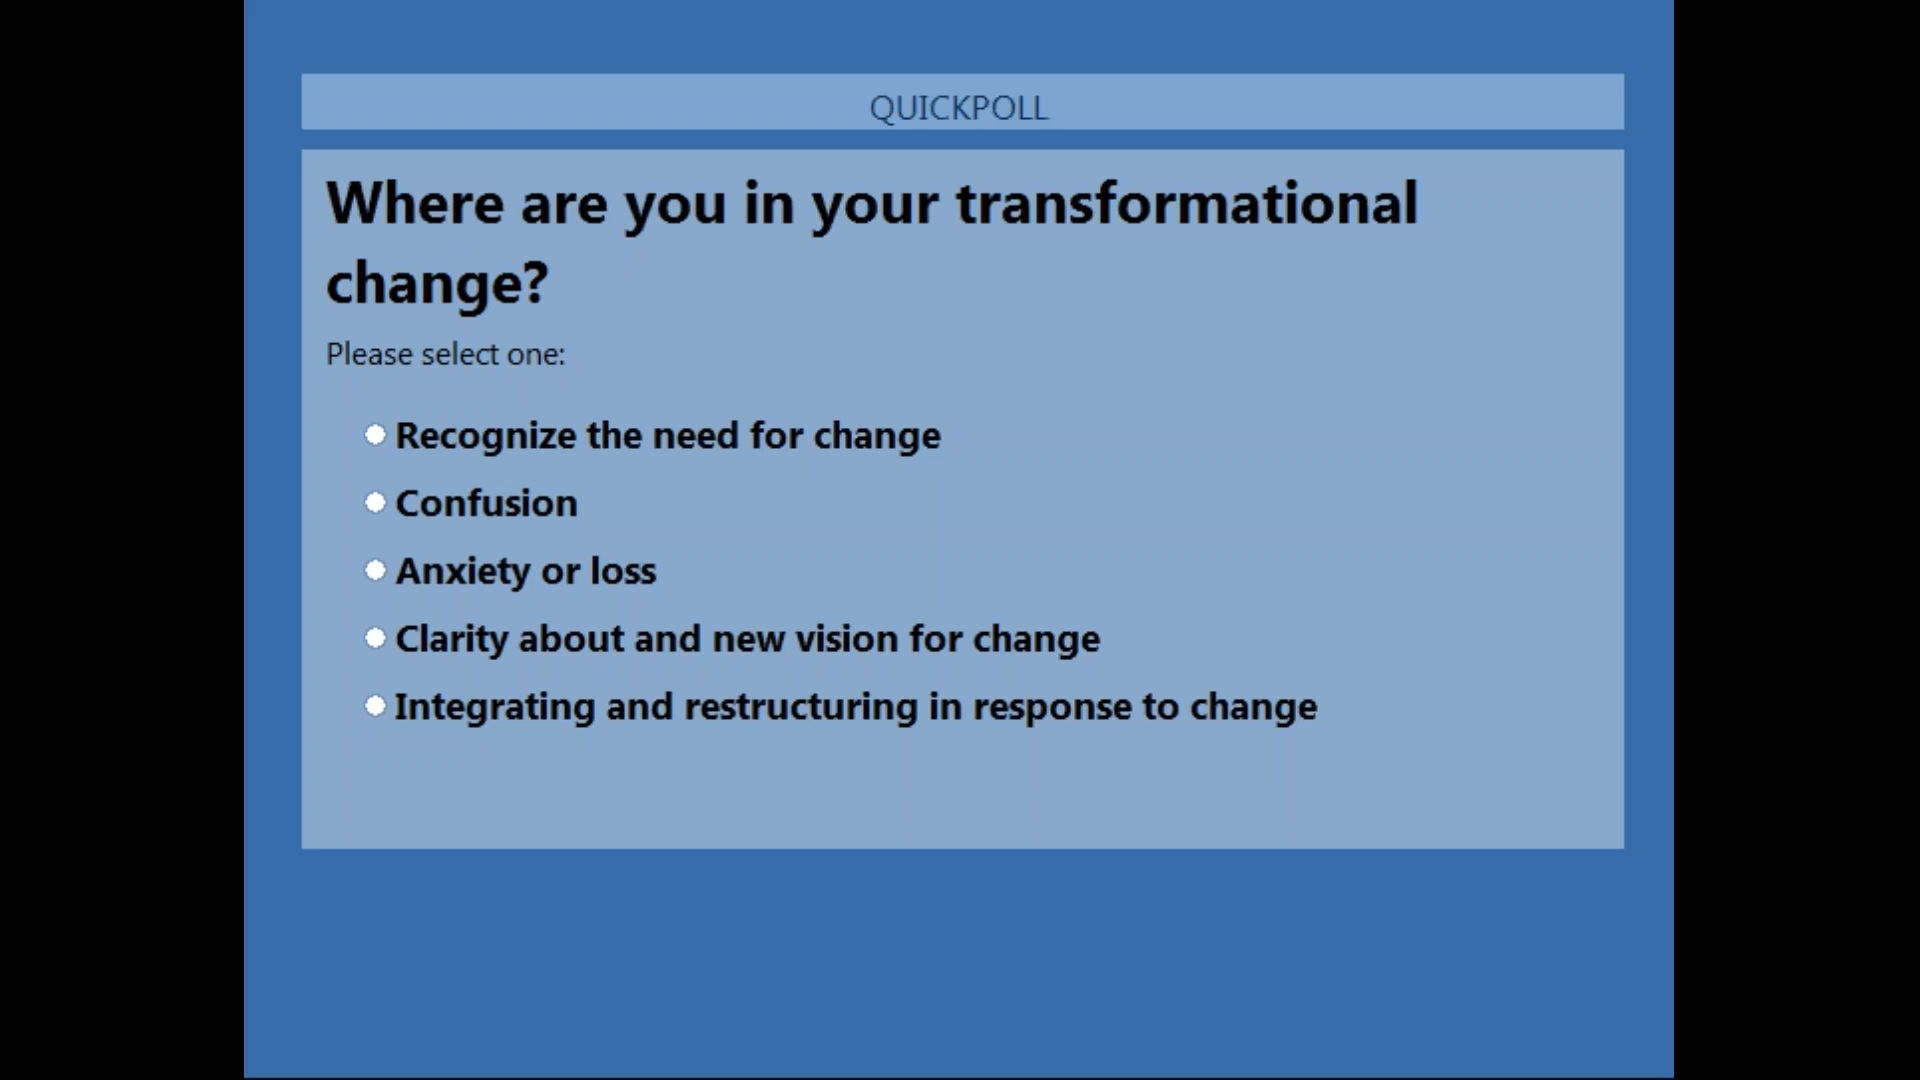 QUICKPOLL
Where are you in your transformational
change?
Please select one:
Recognize the need for change
Confusion
Anxiety or loss
Clarity about and new vision for change
Integrating and restructuring in response to change